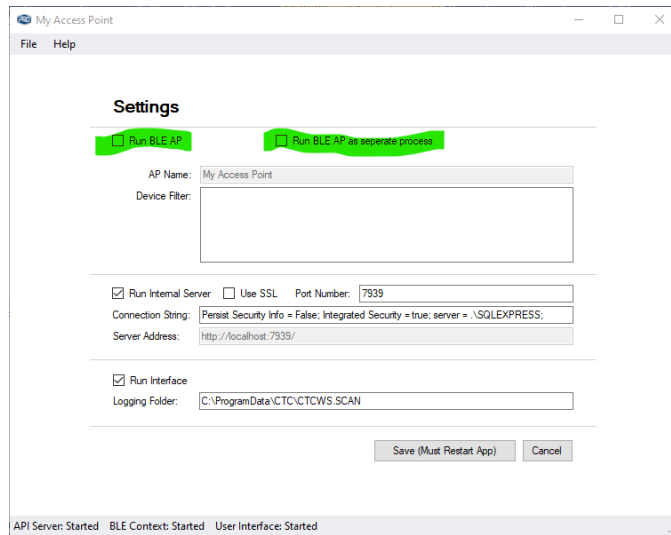 My Access Point
File Help
Settings
Run BLE AP Run BLE AP as seperate process
AP Name: My Access Point
Device Filter:
Run Internal Server Use SSL Port Number: 7939
Connection String: Persist Security Info = False; Integrated Security = true; server = .\SQLEXPRESS;
Server Address: http://localhost:7939/
Run Interface
Logging Folder: C:\ProgramData\CTC\CTCWS.SCAN
Save (Must Restart App) Cancel
API Server: Started BLE Context: Started User Interface: Started